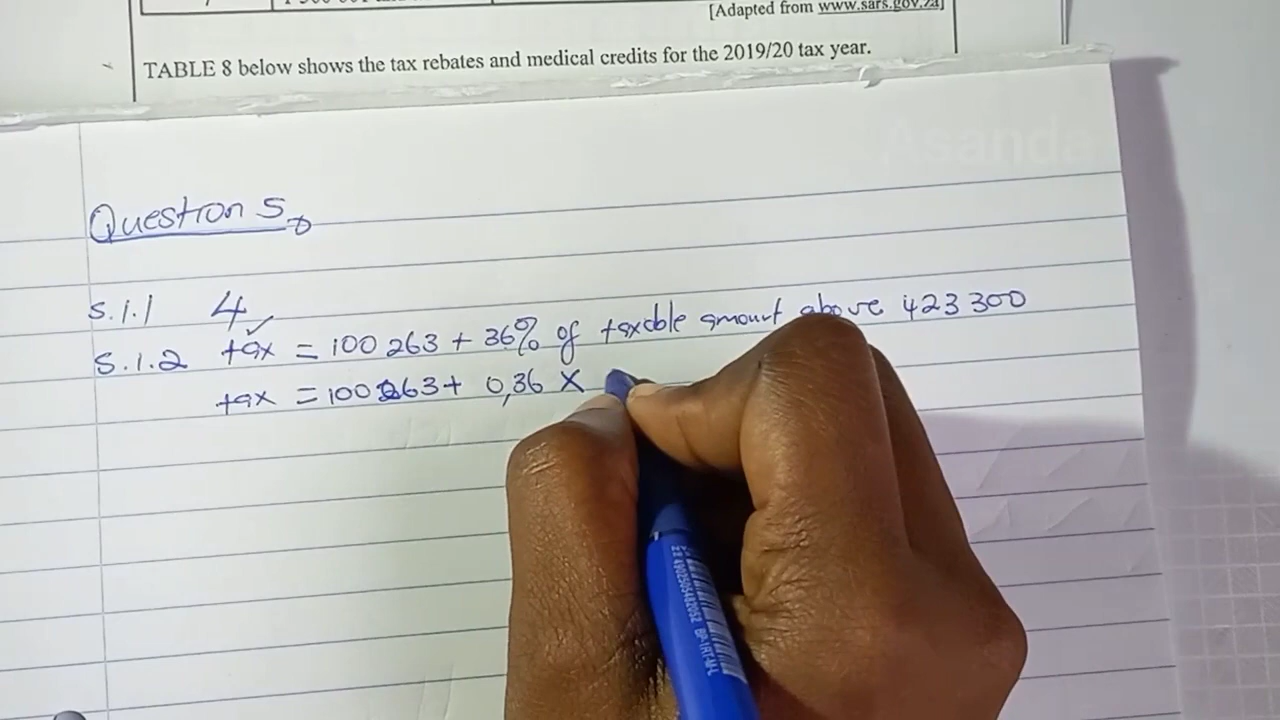 [Adapted from www.sars.gov.za]
TABLE 8 below shows the tax rebates and medical credits for the 2019/20 tax year.
Asanda
Question 5
5.1.1 4
5.1.2 tax = 100 263 + 36% of taxable amount above 423 300
tax = 100 263 + 0,36 ×